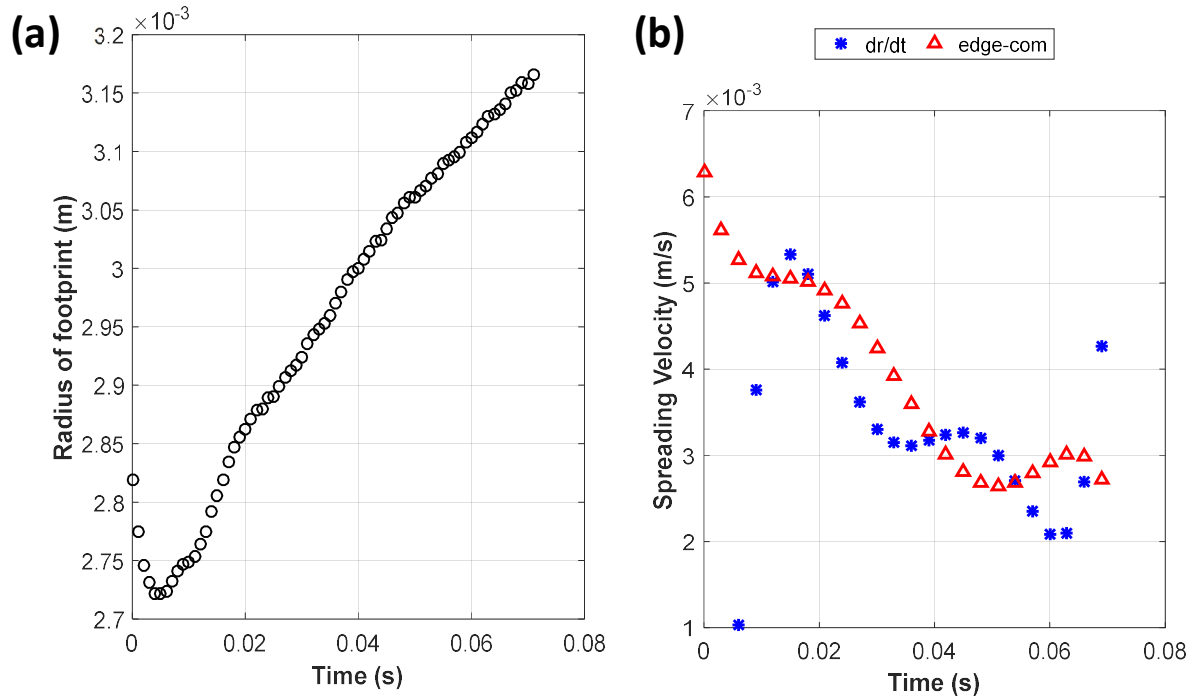 (a)
×10⁻³
3.2
3.15
3.1
3.05
3
2.95
2.9
2.85
2.8
2.75
2.7
Radius of footprint (m)
0 0.02 0.04 0.06 0.08
Time (s)
(b)
dr/dt edge-com
×10⁻³
7
6
5
4
3
2
1
Spreading Velocity (m/s)
0 0.02 0.04 0.06 0.08
Time (s)